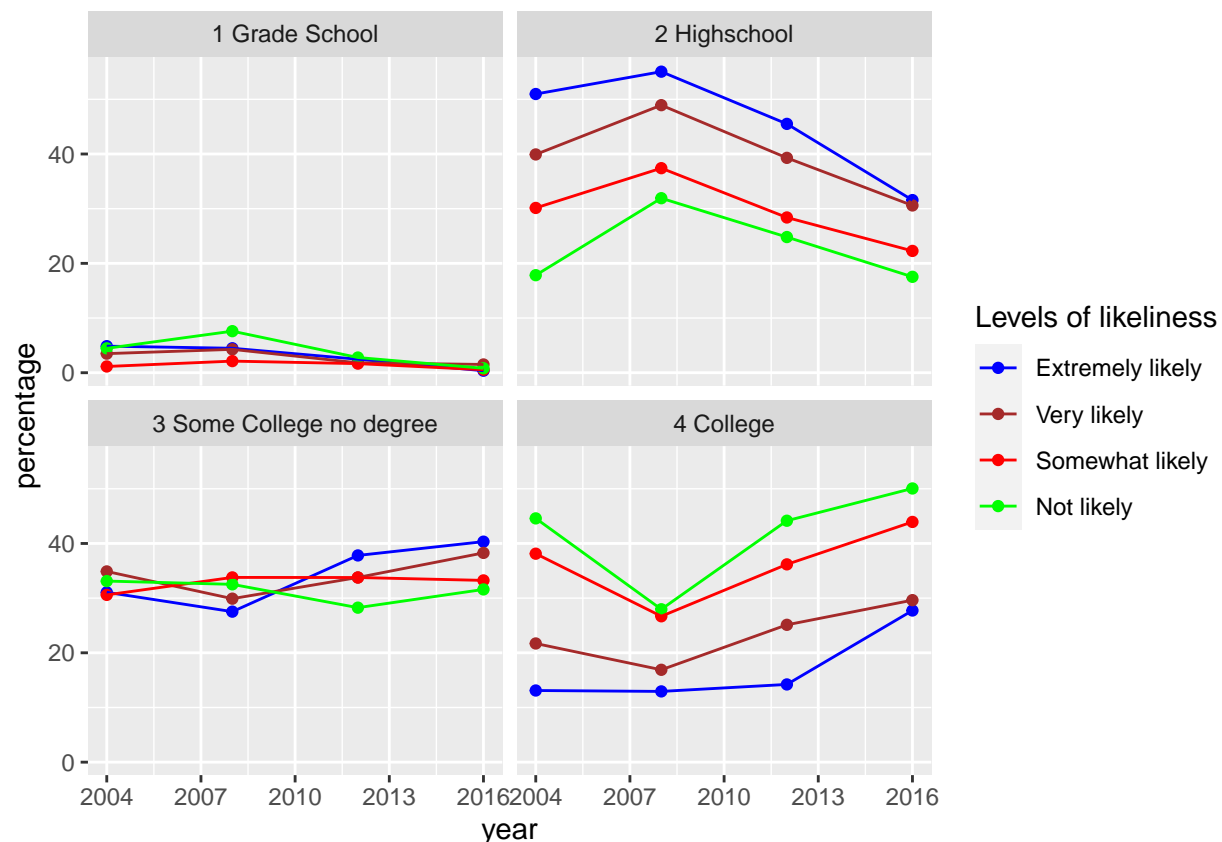 1 Grade School
2 Highschool
40
20
0
percentage
3 Some College no degree
4 College
40
20
0
2004 2007 2010 2013 2016
2004 2007 2010 2013 2016
year
Levels of likeliness
Extremely likely
Very likely
Somewhat likely
Not likely